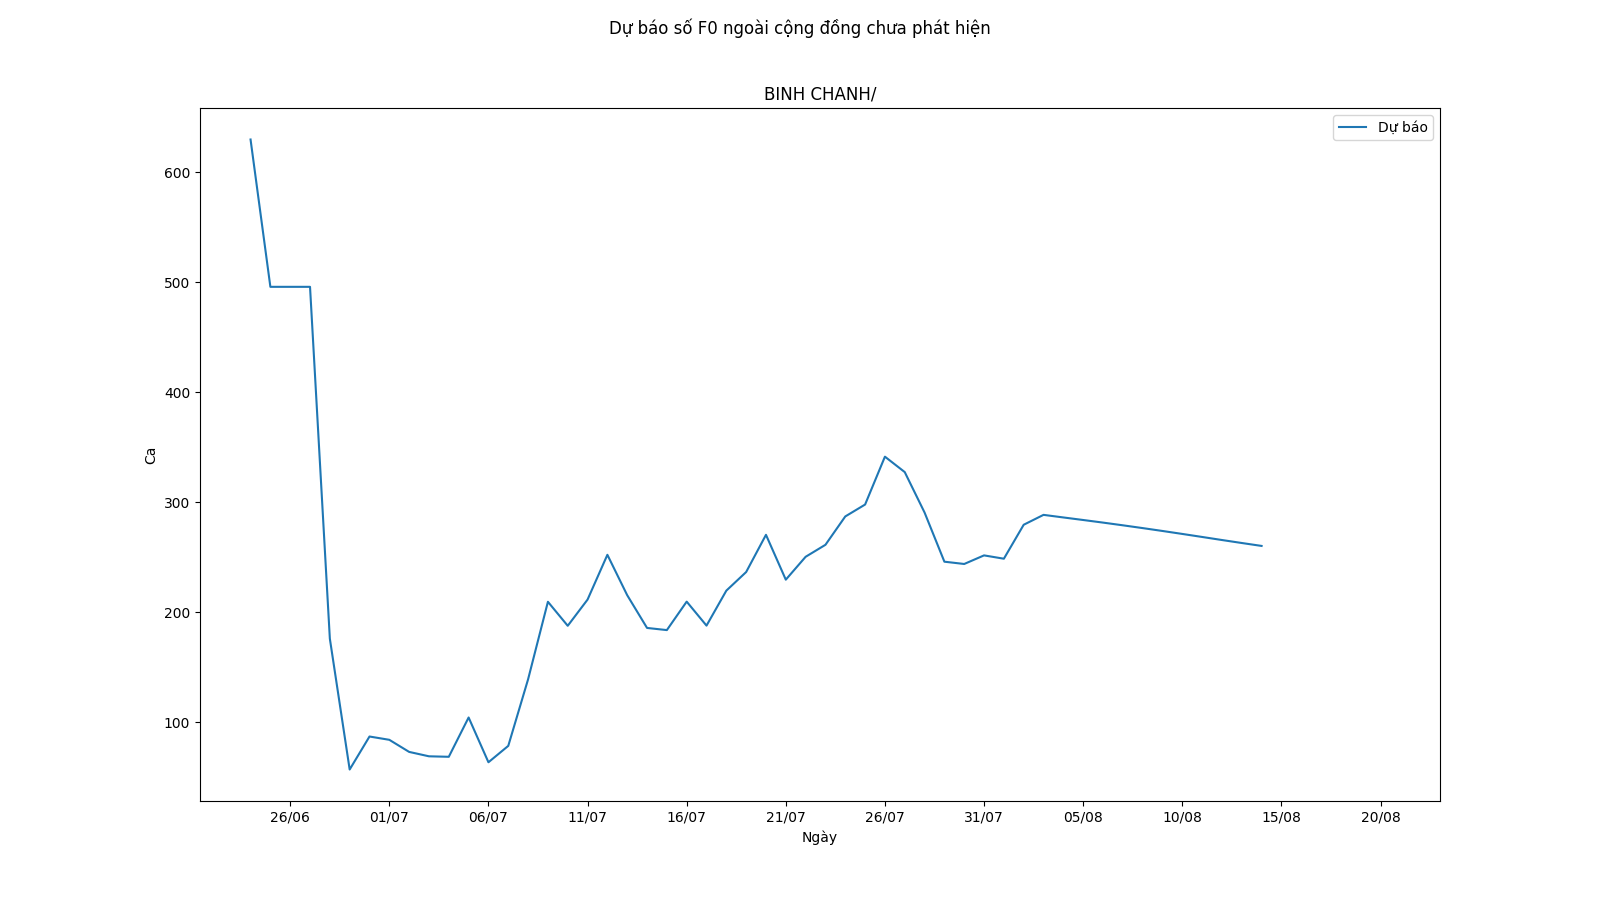 Dự báo số F0 ngoài cộng đồng chưa phát hiện
BINH CHANH/
Dự báo
600
500
400
300
200
100
Ca
26/06 01/07 06/07 11/07 16/07 21/07 26/07 31/07 05/08 10/08 15/08 20/08
Ngày